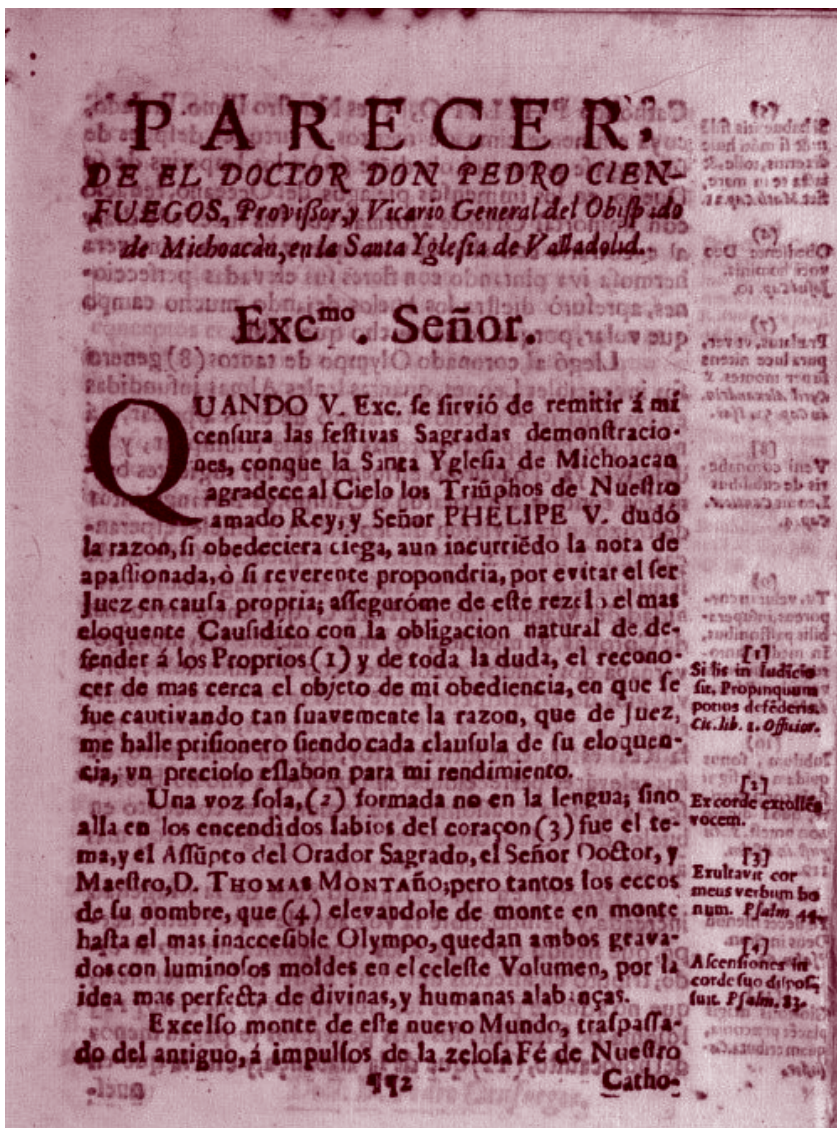 PARECER,
DE EL DOCTOR DON PEDRO CIEN-
FUEGOS, Proviſſor, y Vicario General del Obiſpado
de Michoacàn, en la Santa Ygleſia de Valladolid.
Excᵐᵒ. Señor.
QUANDO V. Exc. ſe ſirvió de remitir á mi
cenſura las feſtivas Sagradas demonſtracio-
nes, conque la Santa Ygleſia de Michoacan
agradece al Cielo los Triũphos de Nueſtro
amado Rey, y Señor PHELIPE V. dudó
la razon, ſi obedeciera ciega, aun incurriẽdo la nota de
apaſſionada, ò ſi reverente propondria, por evitar el ſer
Juez en cauſa propria; aſſeguróme de eſte rezelo el mas
eloquente Cauſidico con la obligacion natural de de-
fender á los Proprios (1) y de toda la duda, el recono-
cer de mas cerca el objeto de mi obediencia, en que ſe
fue cautivando tan ſuavemente la razon, que de Juez,
me halle priſionero ſiendo cada clauſula de ſu eloquen-
cia, vn precioſo eſlabon para mi rendimiento.
Una voz ſola, (2) formada no en la lengua; ſino
alla en los encendidos labios del coraçon (3) fue el te-
ma, y el Aſſũpto del Orador Sagrado, el Señor Doctor, y
Maeſtro, D. THOMAS MONTAÑO; pero tantos los eccos
de ſu nombre, que (4) elevandole de monte en monte
haſta el mas inacceſible Olympo, quedan ambos grava-
dos con luminoſos moldes en el celeſte Volumen, por la
idea mas perfecta de divinas, y humanas alabanças.
Excelſo monte de eſte nuevo Mundo, traſpaſſa-
do del antiguo, á impulſos de la zeloſa Fé de Nueſtro
¶¶2
Catho-
[1]
Si ſis in Iudicio
ſit, Propinquum
potius defẽderis.
Cic. lib. 2. Officior.
[2]
Ex corde extolles
vocem.
[3]
Eructavit cor
meus verbum bo
num. Pſalm 44.
[4]
Aſcenſiones in
corde ſuo diſpoſ,
ſuit. Pſalm. 83.